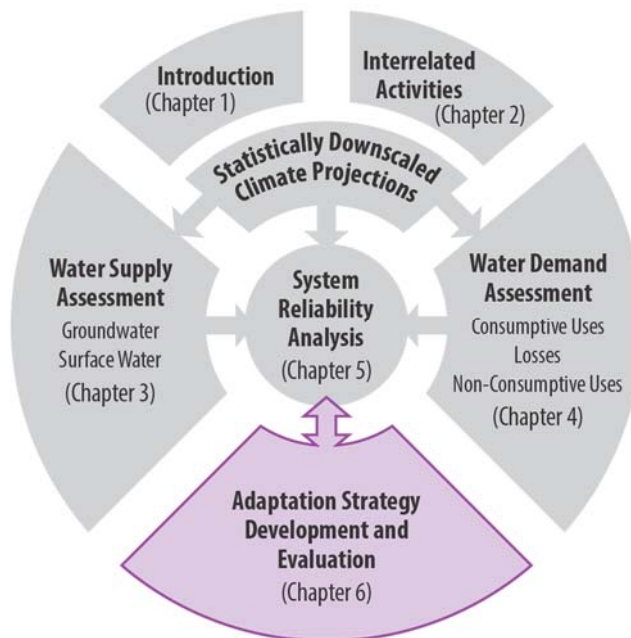 Introduction
(Chapter 1)
Interrelated
Activities
(Chapter 2)
Statistically Downscaled
Climate Projections
Water Supply
Assessment
Groundwater
Surface Water
(Chapter 3)
System
Reliability
Analysis
(Chapter 5)
Water Demand
Assessment
Consumptive Uses
Losses
Non-Consumptive Uses
(Chapter 4)
Adaptation Strategy
Development and
Evaluation
(Chapter 6)